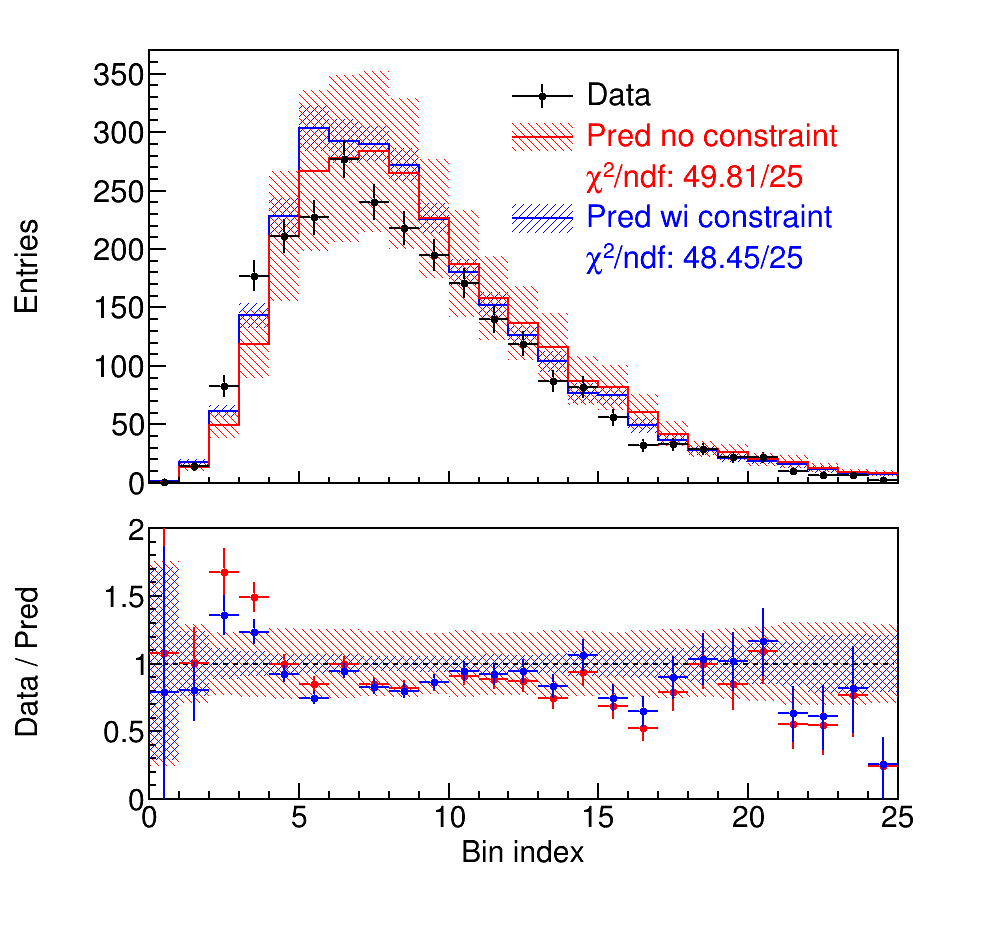 350
300
250
200
150
100
50
0
Entries
Data
Pred no constraint
χ²/ndf: 49.81/25
Pred wi constraint
χ²/ndf: 48.45/25
2
1.5
1
0.5
0
Data / Pred
0 5 10 15 20 25
Bin index